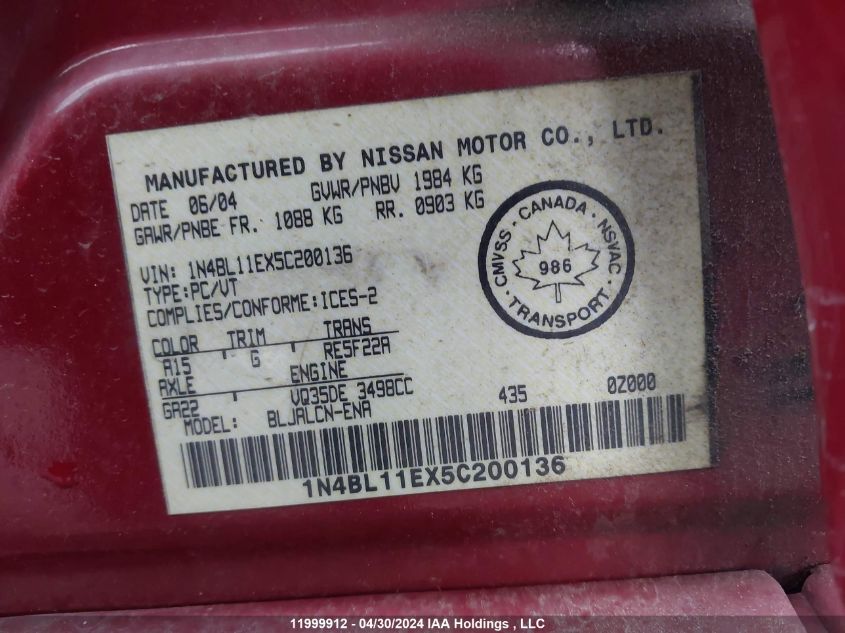 MANUFACTURED BY NISSAN MOTOR CO., LTD.
DATE 06/04 GVWR/PNBV 1984 KG
GAWR/PNBE FR. 1088 KG RR. 0903 KG
VIN: 1N4BL11EX5C200136
TYPE:PC/VT
COMPLIES/CONFORME:ICES-2
CMVSS · CANADA · NSVAC · TRANSPORT ·
986
COLOR TRIM TRANS
A15 G RE5F22A
AXLE ENGINE
GA22 VQ35DE 3498CC 435 0Z000
MODEL: BLJALCN-ENA
1N4BL11EX5C200136
11999912 - 04/30/2024 IAA Holdings , LLC